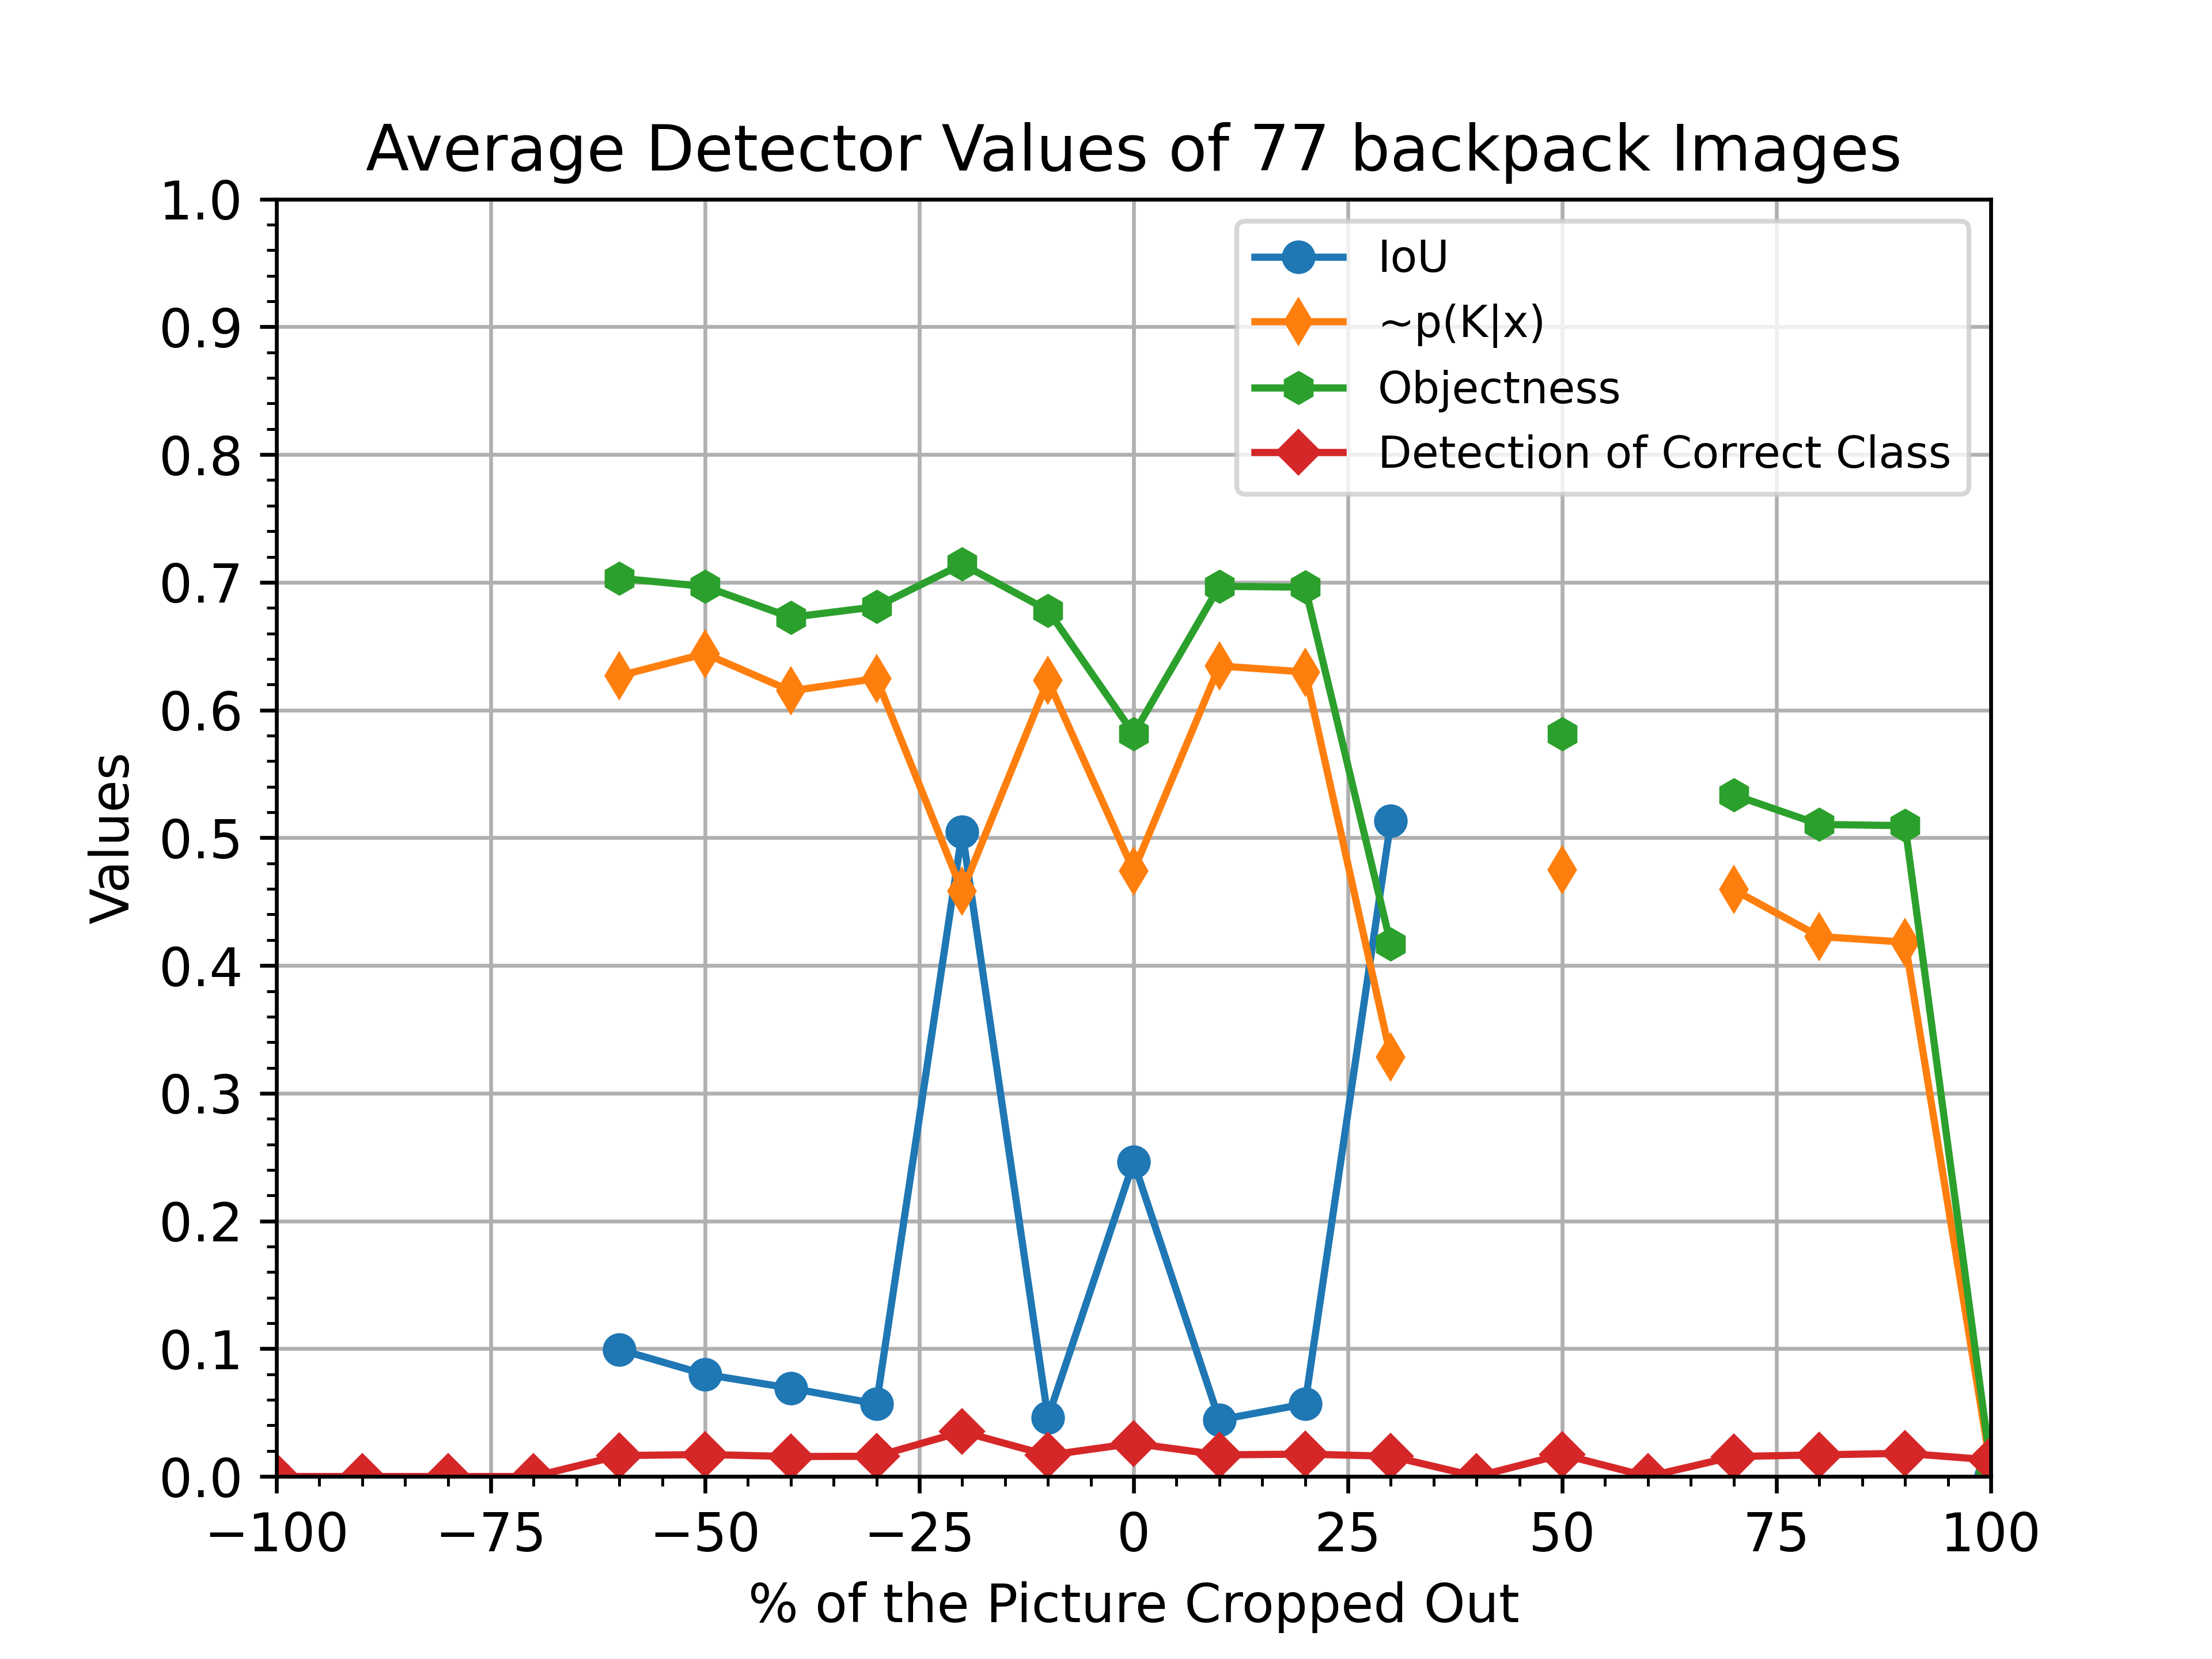 Average Detector Values of 77 backpack Images
1.0
0.9
0.8
0.7
0.6
0.5
0.4
0.3
0.2
0.1
0.0
Values
IoU
~p(K|x)
Objectness
Detection of Correct Class
−100 −75 −50 −25 0 25 50 75 100
% of the Picture Cropped Out